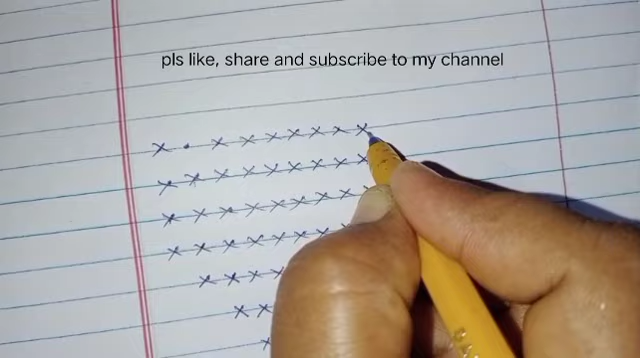 pls like, share and subscribe to my channel
x . x x x x x x x
x x x x x x x x x
x x x x x x x x
x x x x x x x
x x x x
x x